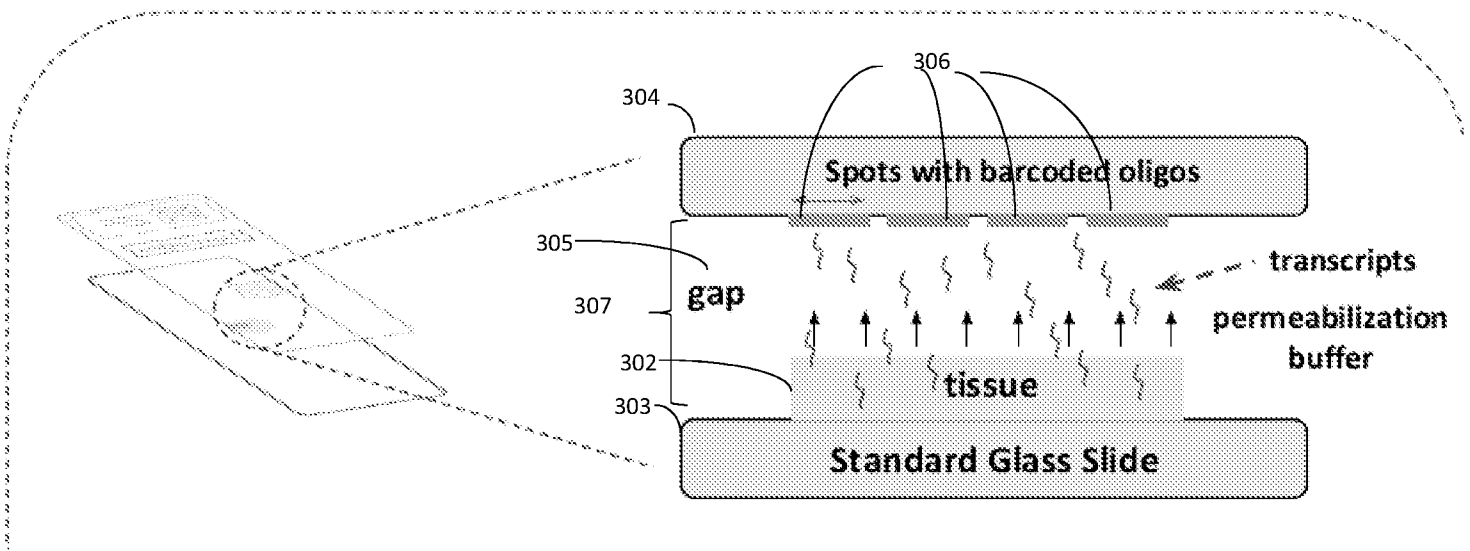 306
304
Spots with barcoded oligos
305
gap
transcripts
307
permeabilization
buffer
302
tissue
303
Standard Glass Slide